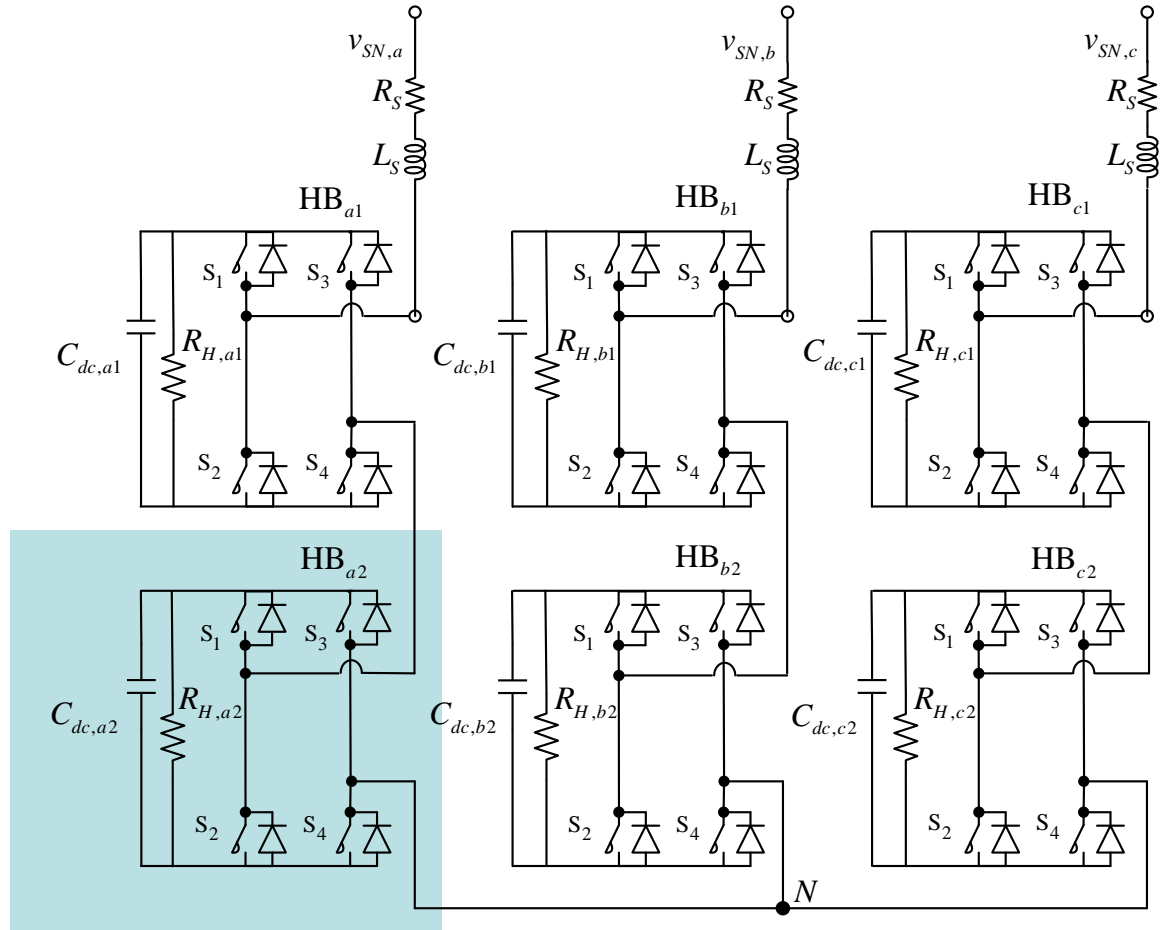 v_{SN,a} v_{SN,b} v_{SN,c}
R_S R_S R_S
L_S L_S L_S
HB_{a1} HB_{b1} HB_{c1}
S_1 S_3 S_1 S_3 S_1 S_3
C_{dc,a1} R_{H,a1} C_{dc,b1} R_{H,b1} C_{dc,c1} R_{H,c1}
S_2 S_4 S_2 S_4 S_2 S_4
HB_{a2} HB_{b2} HB_{c2}
S_1 S_3 S_1 S_3 S_1 S_3
C_{dc,a2} R_{H,a2} C_{dc,b2} R_{H,b2} C_{dc,c2} R_{H,c2}
S_2 S_4 S_2 S_4 S_2 S_4
N